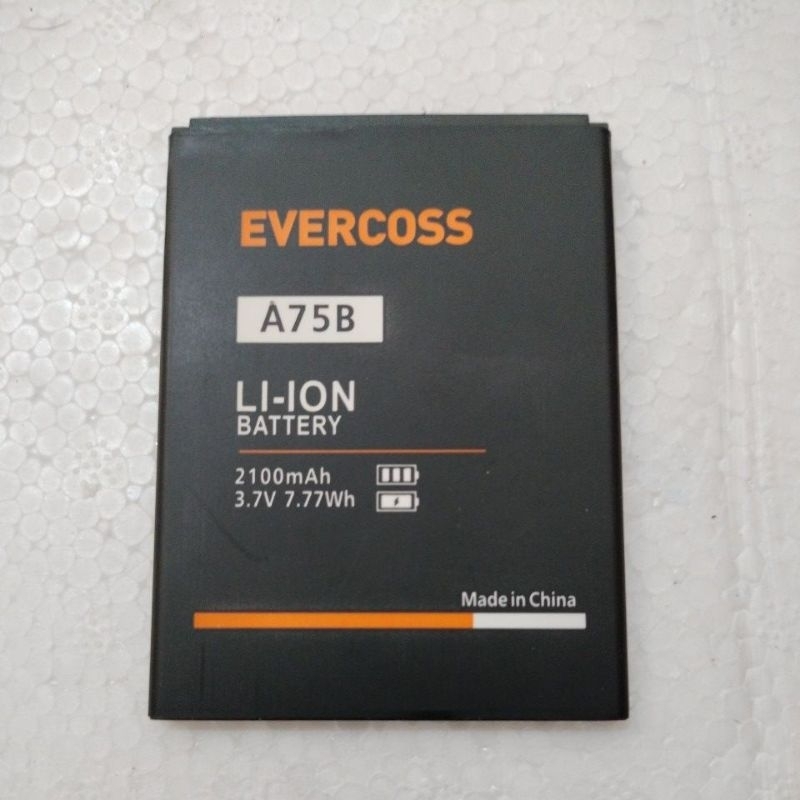 EVERCOSS
A75B
LI-ION
BATTERY
2100mAh
3.7V 7.77Wh
Made in China